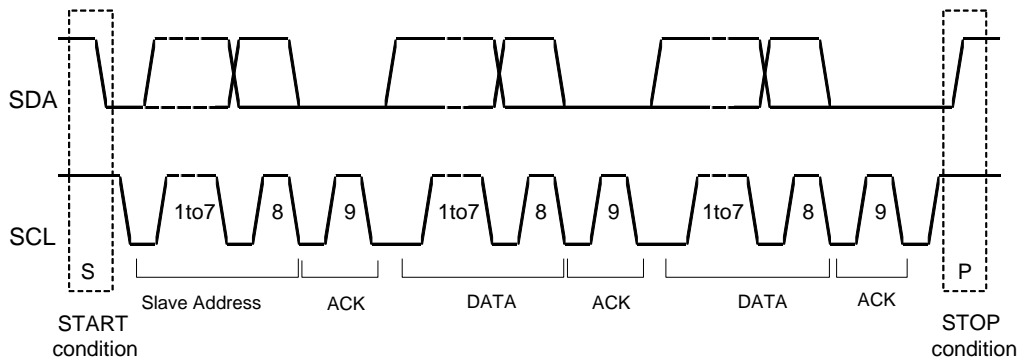 SDA
SCL
1to7 8 9 1to7 8 9 1to7 8 9
S P
Slave Address ACK DATA ACK DATA ACK
START
condition
STOP
condition